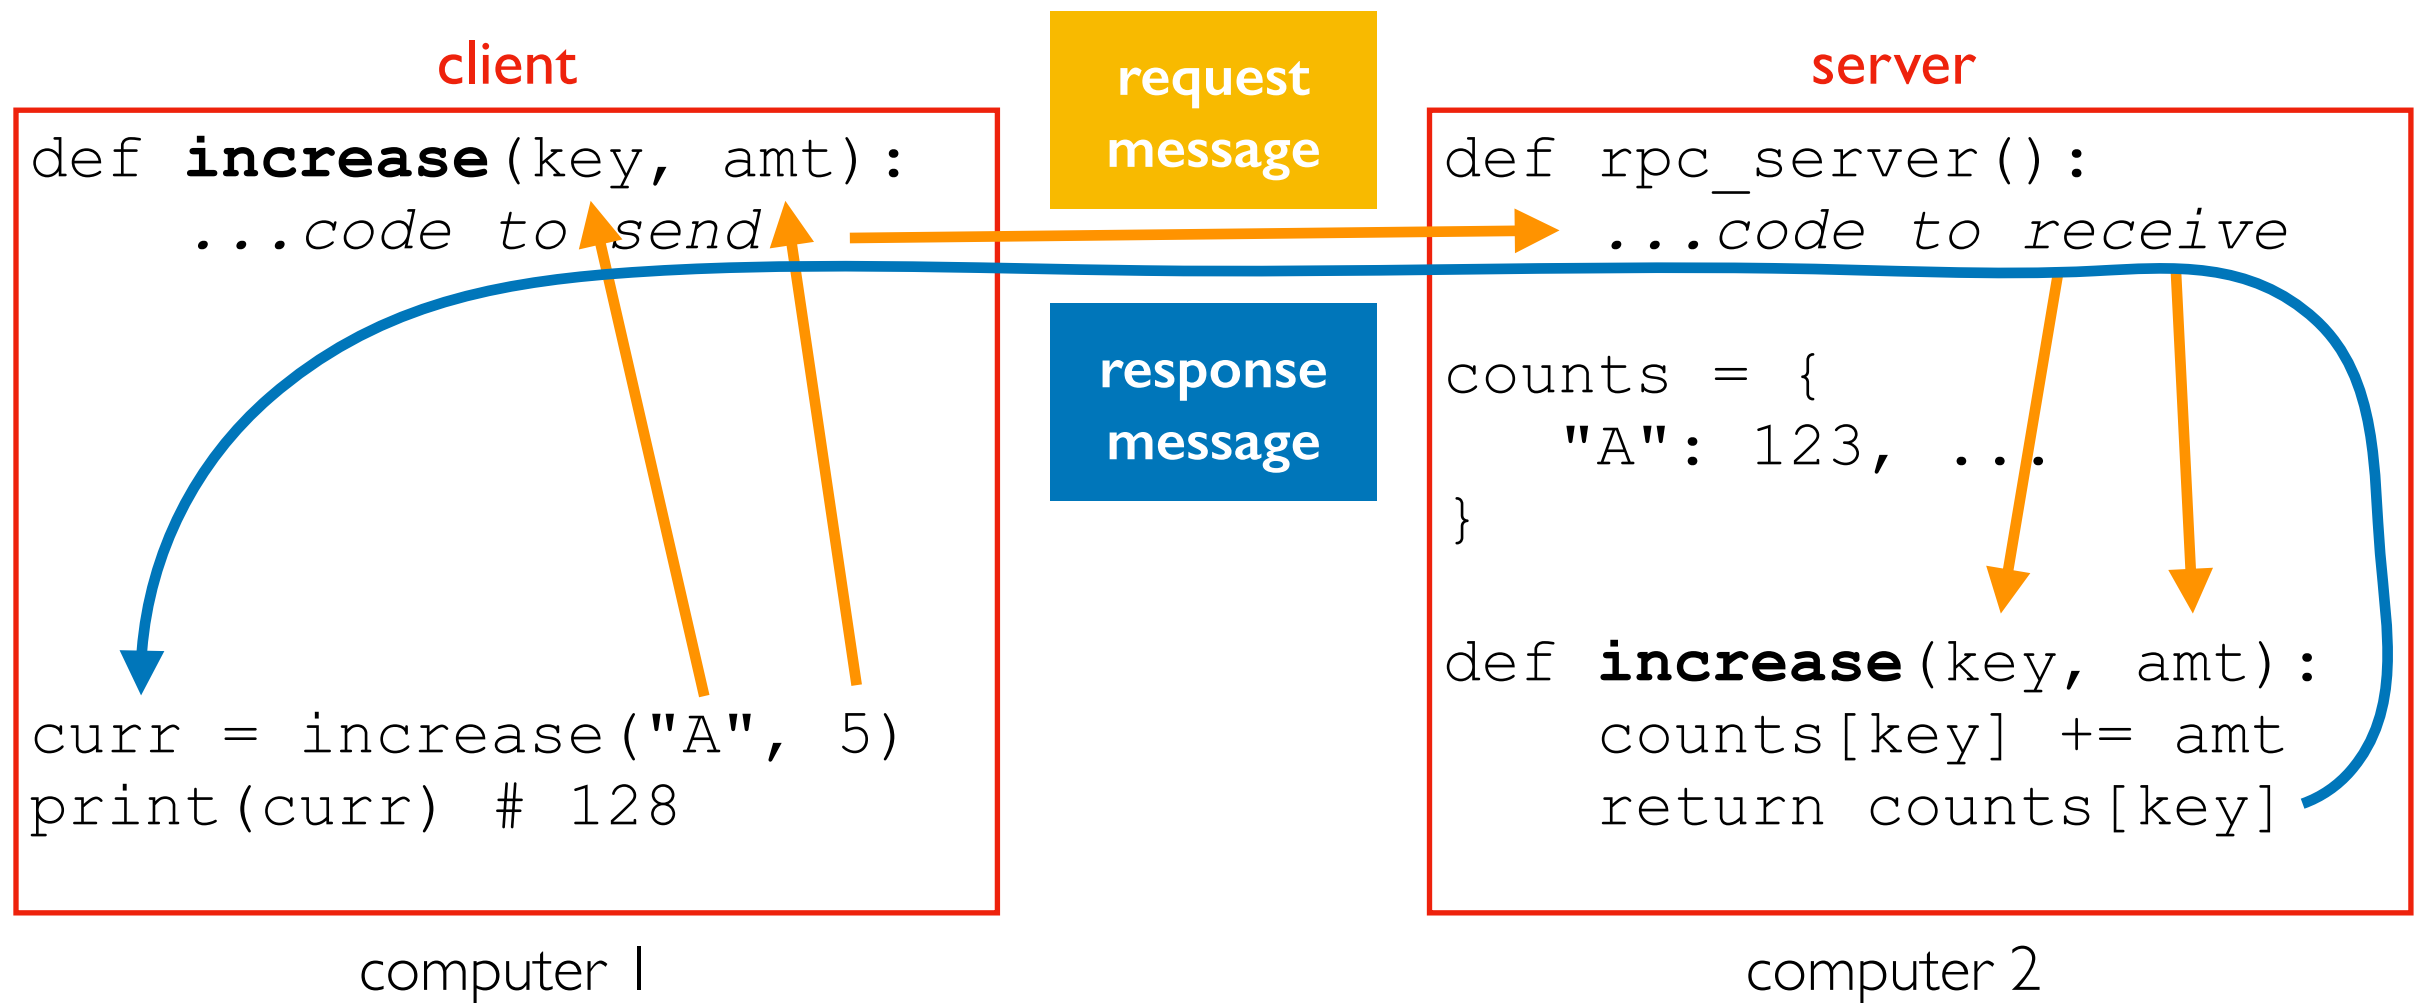 client
def increase(key, amt):
...code to send
curr = increase("A", 5)
print(curr) # 128
computer 1
request
message
response
message
server
def rpc_server():
...code to receive
counts = {
"A": 123, ...
}
def increase(key, amt):
counts[key] += amt
return counts[key]
computer 2